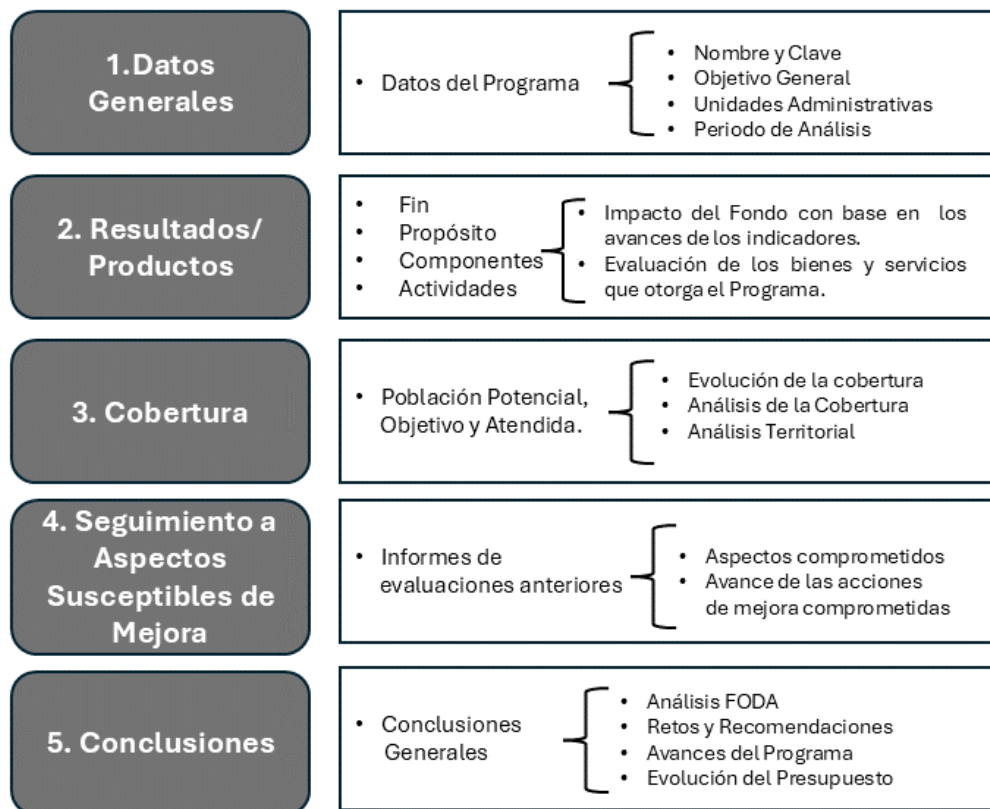 1.Datos
Generales
• Datos del Programa
• Nombre y Clave
• Objetivo General
• Unidades Administrativas
• Periodo de Análisis
2. Resultados/
Productos
• Fin
• Propósito
• Componentes
• Actividades
• Impacto del Fondo con base en los
avances de los indicadores.
• Evaluación de los bienes y servicios
que otorga el Programa.
3. Cobertura
• Población Potencial,
Objetivo y Atendida.
• Evolución de la cobertura
• Análisis de la Cobertura
• Análisis Territorial
4. Seguimiento a
Aspectos
Susceptibles de
Mejora
• Informes de
evaluaciones anteriores
• Aspectos comprometidos
• Avance de las acciones
de mejora comprometidas
5. Conclusiones
• Conclusiones
Generales
• Análisis FODA
• Retos y Recomendaciones
• Avances del Programa
• Evolución del Presupuesto